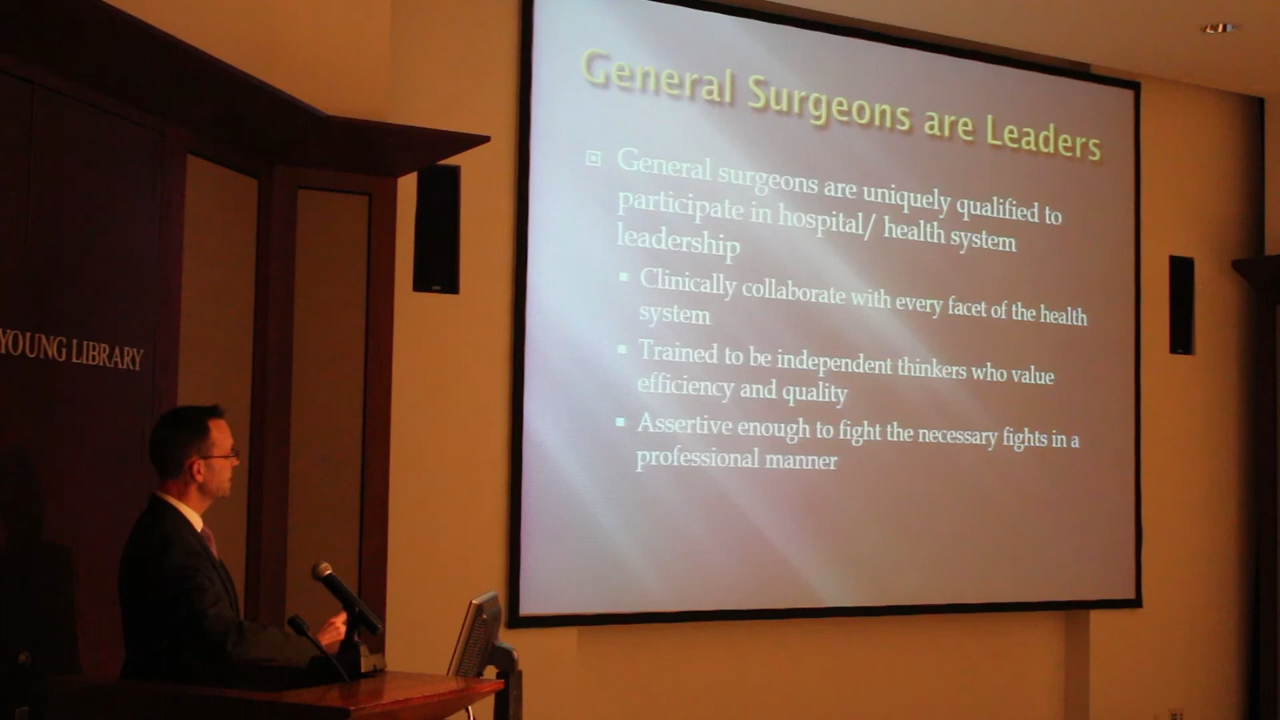 General Surgeons are Leaders
General surgeons are uniquely qualified to
participate in hospital/ health system
leadership
Clinically collaborate with every facet of the health
system
Trained to be independent thinkers who value
efficiency and quality
Assertive enough to fight the necessary fights in a
professional manner
YOUNG LIBRARY